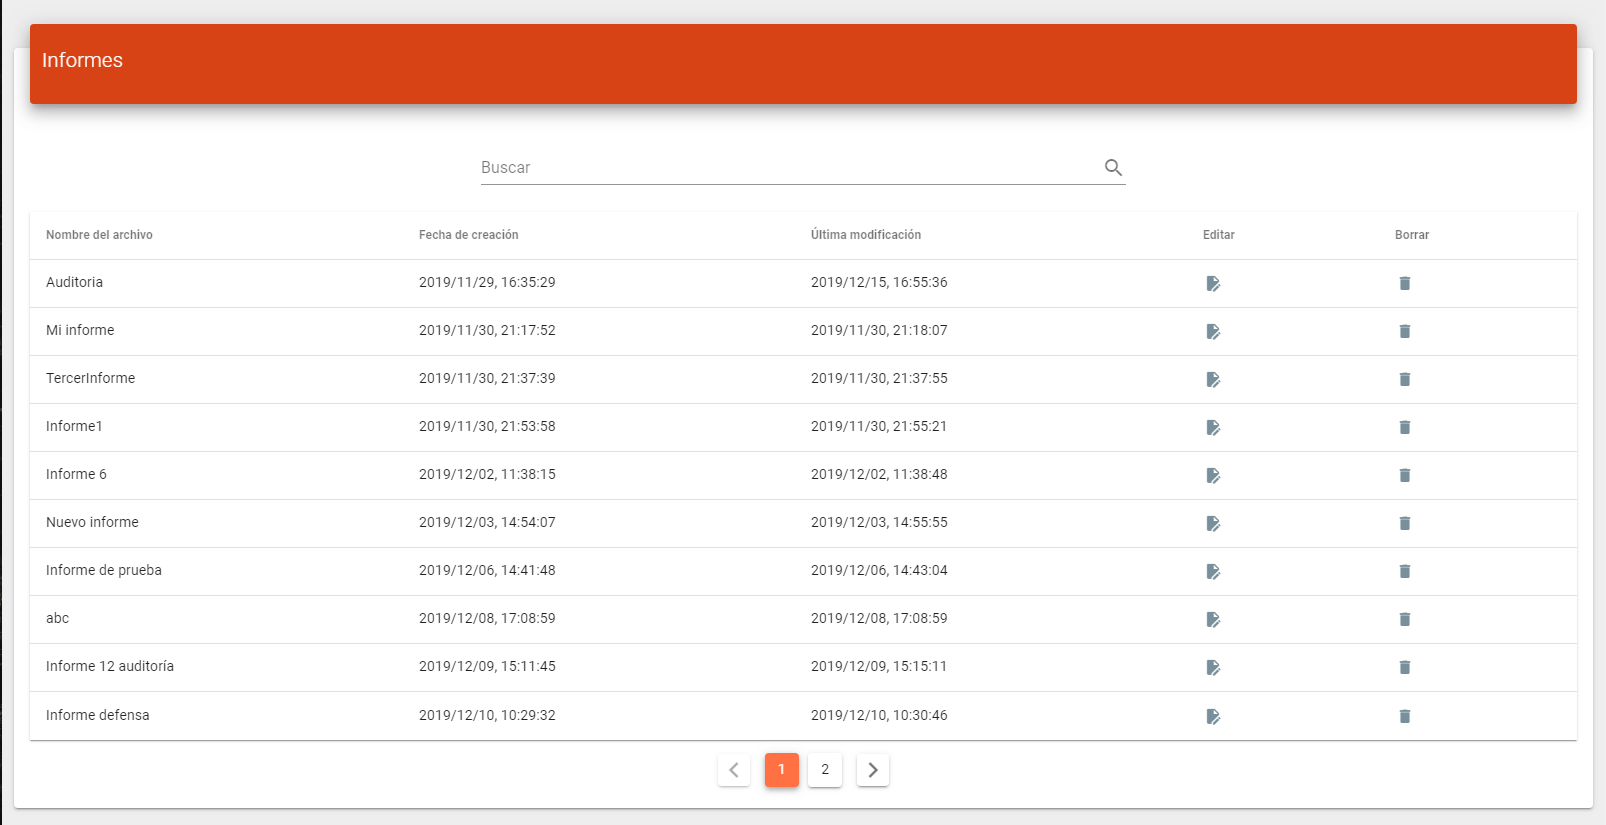 Informes
Buscar
Nombre del archivo Fecha de creación Última modificación Editar Borrar
Auditoria 2019/11/29, 16:35:29 2019/12/15, 16:55:36
Mi informe 2019/11/30, 21:17:52 2019/11/30, 21:18:07
TercerInforme 2019/11/30, 21:37:39 2019/11/30, 21:37:55
Informe1 2019/11/30, 21:53:58 2019/11/30, 21:55:21
Informe 6 2019/12/02, 11:38:15 2019/12/02, 11:38:48
Nuevo informe 2019/12/03, 14:54:07 2019/12/03, 14:55:55
Informe de prueba 2019/12/06, 14:41:48 2019/12/06, 14:43:04
abc 2019/12/08, 17:08:59 2019/12/08, 17:08:59
Informe 12 auditoría 2019/12/09, 15:11:45 2019/12/09, 15:15:11
Informe defensa 2019/12/10, 10:29:32 2019/12/10, 10:30:46
1 2